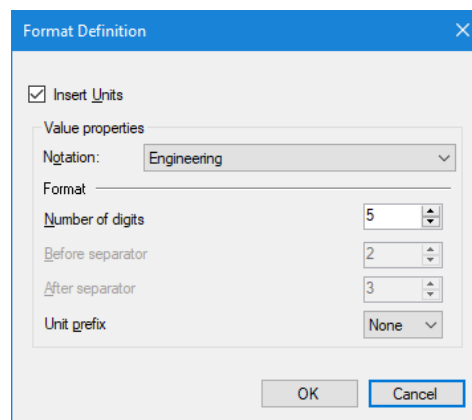 Format Definition
Insert Units
Value properties
Notation: Engineering
Format
Number of digits 5
Before separator 2
After separator 3
Unit prefix None
OK Cancel